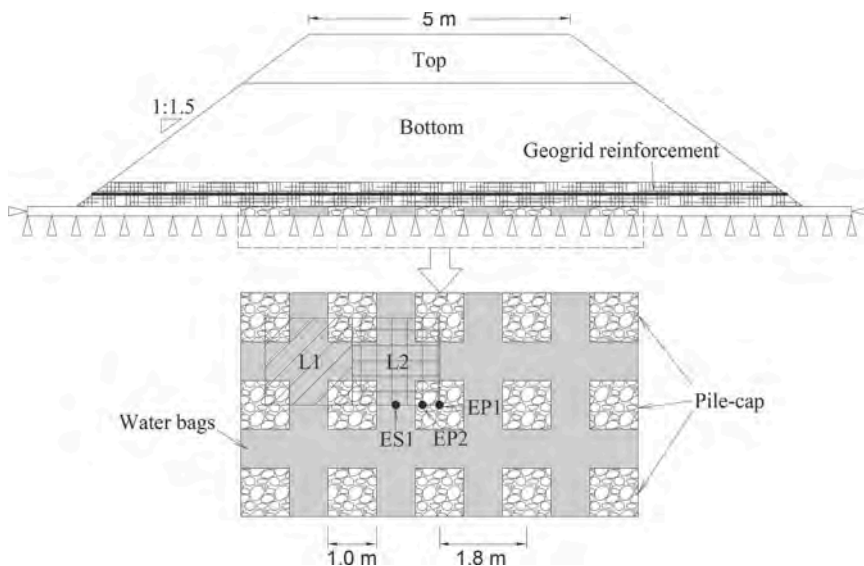 5 m
Top
1:1.5
Bottom
Geogrid reinforcement
L1
L2
EP1
Pile-cap
Water bags
ES1
EP2
1.0 m
1.8 m